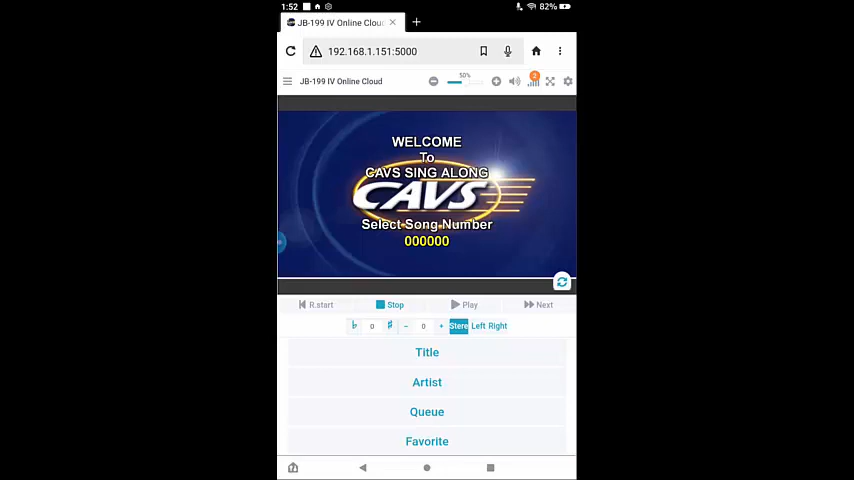 1:52
82%
JB-199 IV Online Clou
192.168.1.151:5000
JB-199 IV Online Cloud
50%
2
WELCOME
To
CAVS SING ALONG
CAVS
Select Song Number
000000
R.start Stop Play Next
♭ 0 ♯ - 0 + Stere Left Right
Title
Artist
Queue
Favorite